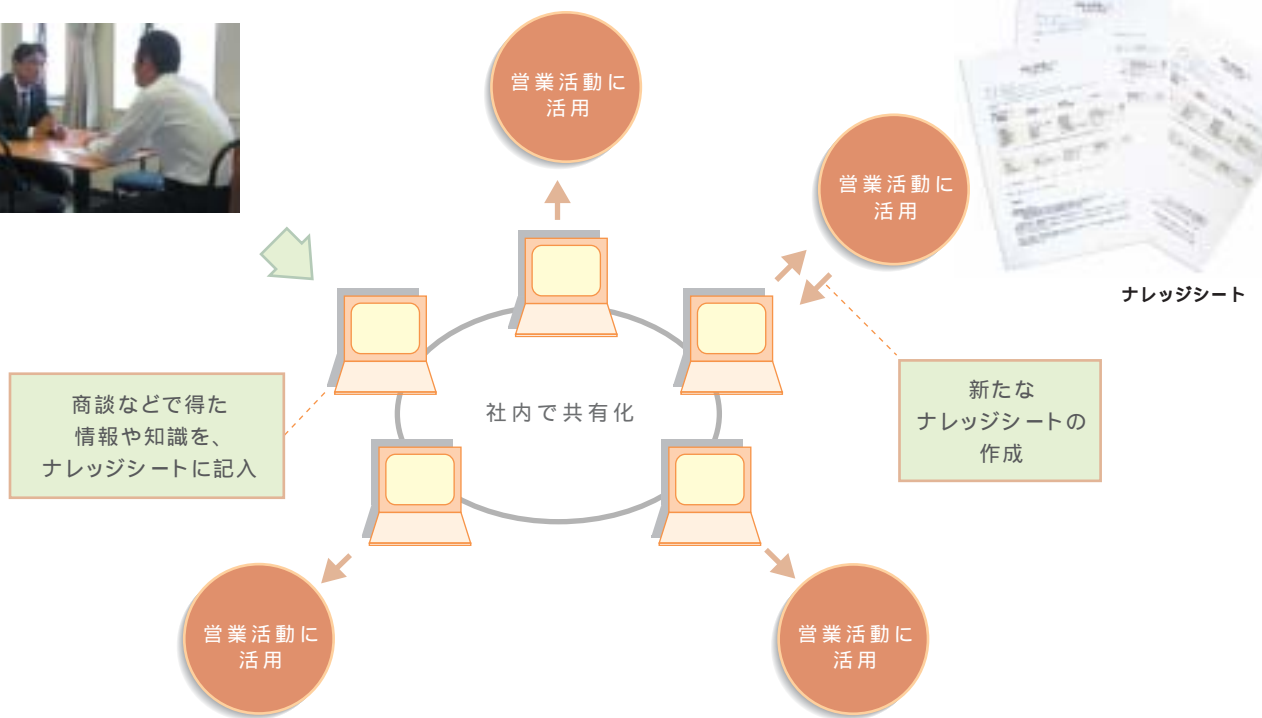 営業活動に
活用
営業活動に
活用
ナレッジシート
商談などで得た
情報や知識を、
ナレッジシートに記入
社内で共有化
新たな
ナレッジシートの
作成
営業活動に
活用
営業活動に
活用